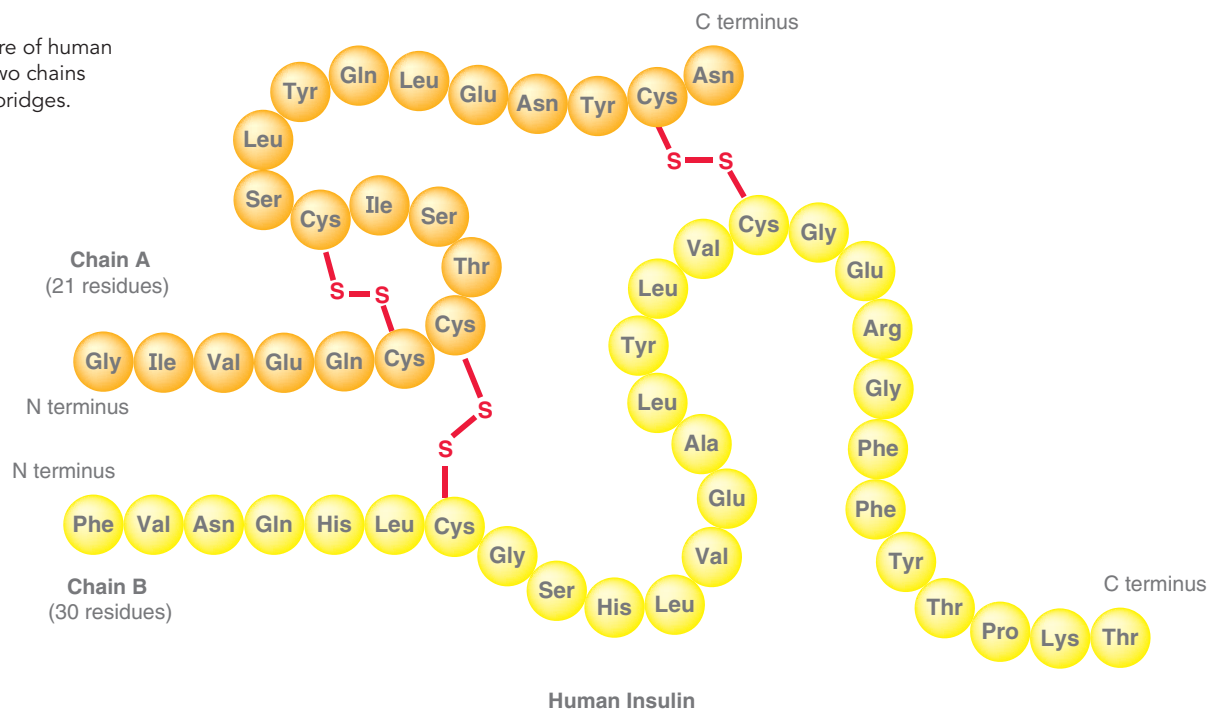 re of human
wo chains
bridges.
C terminus
Tyr Gln Leu Glu Asn Tyr Cys Asn
Leu
S S
Ser Cys Ile Ser
Cys Gly
Val
Glu
Chain A
(21 residues)
Thr
Leu
S S
Cys
Arg
Tyr
Gly Ile Val Glu Gln Cys
Gly
Leu
N terminus
S
Ala
S
Phe
N terminus
Glu
Phe
Phe Val Asn Gln His Leu Cys
Gly
Val
Tyr
Chain B
(30 residues)
Ser His Leu
Thr
C terminus
Pro Lys Thr
Human Insulin